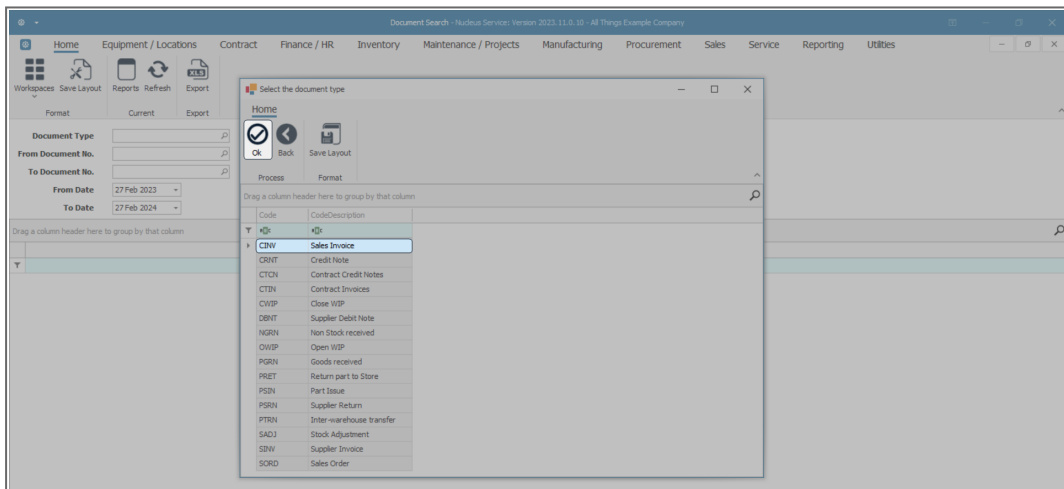 Document Search - Nucleus Service: Version 2023.11.0.10 - All Things Example Company
Home Equipment / Locations Contract Finance / HR Inventory Maintenance / Projects Manufacturing Procurement Sales Service Reporting Utilities
Workspaces Save Layout Reports Refresh XLS Export
Format Current Export
Document Type
From Document No.
To Document No.
From Date 27 Feb 2023
To Date 27 Feb 2024
Drag a column header here to group by that column
Select the document type
Home
Ok Back Save Layout
Process Format
Drag a column header here to group by that column
Code CodeDescription
CINV Sales Invoice
CRNT Credit Note
CTCN Contract Credit Notes
CTIN Contract Invoices
CWIP Close WIP
DBNT Supplier Debit Note
NGRN Non Stock received
OWIP Open WIP
PGRN Goods received
PRET Return part to Store
PSIN Part Issue
PSRN Supplier Return
PTRN Inter-warehouse transfer
SADJ Stock Adjustment
SINV Supplier Invoice
SORD Sales Order